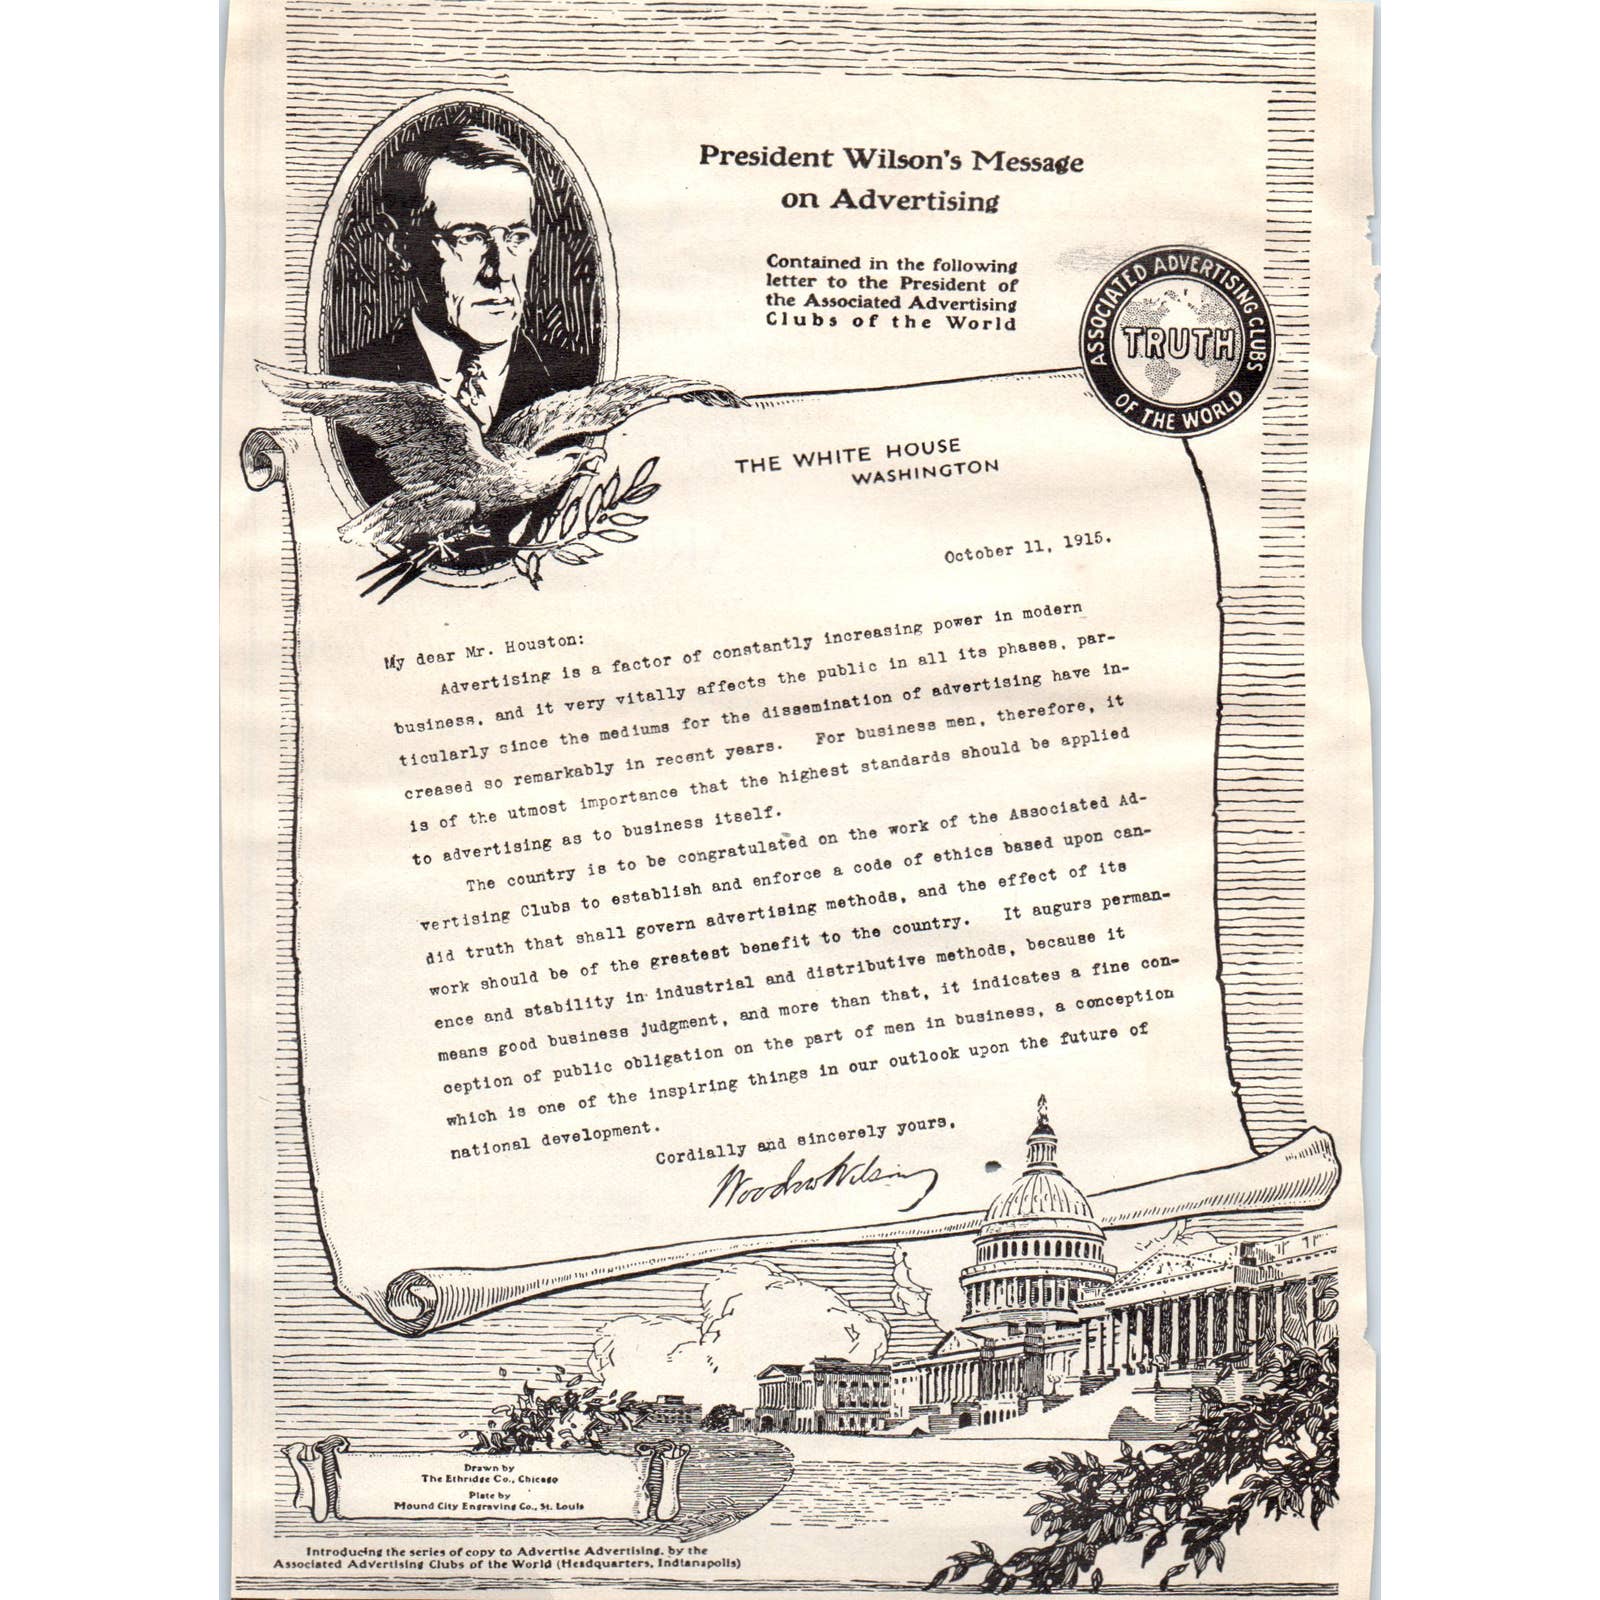 President Wilson's Message
on Advertising
Contained in the following
letter to the President of
the Associated Advertising
Clubs of the World
ASSOCIATED ADVERTISING CLUBS
OF THE WORLD
TRUTH
THE WHITE HOUSE
WASHINGTON
October 11, 1915.
My dear Mr. Houston:
Advertising is a factor of constantly increasing power in modern
business, and it very vitally affects the public in all its phases, par-
ticularly since the mediums for the dissemination of advertising have in-
creased so remarkably in recent years. For business men, therefore, it
is of the utmost importance that the highest standards should be applied
to advertising as to business itself.
The country is to be congratulated on the work of the Associated Ad-
vertising Clubs to establish and enforce a code of ethics based upon can-
did truth that shall govern advertising methods, and the effect of its
work should be of the greatest benefit to the country. It augurs perman-
ence and stability in industrial and distributive methods, because it
means good business judgment, and more than that, it indicates a fine con-
ception of public obligation on the part of men in business, a conception
which is one of the inspiring things in our outlook upon the future of
national development.
Cordially and sincerely yours,
Woodrow Wilson
Drawn by
The Ethridge Co., Chicago
Plate by
Mound City Engraving Co., St. Louis
Introducing the series of copy to Advertise Advertising, by the
Associated Advertising Clubs of the World (Headquarters, Indianapolis)